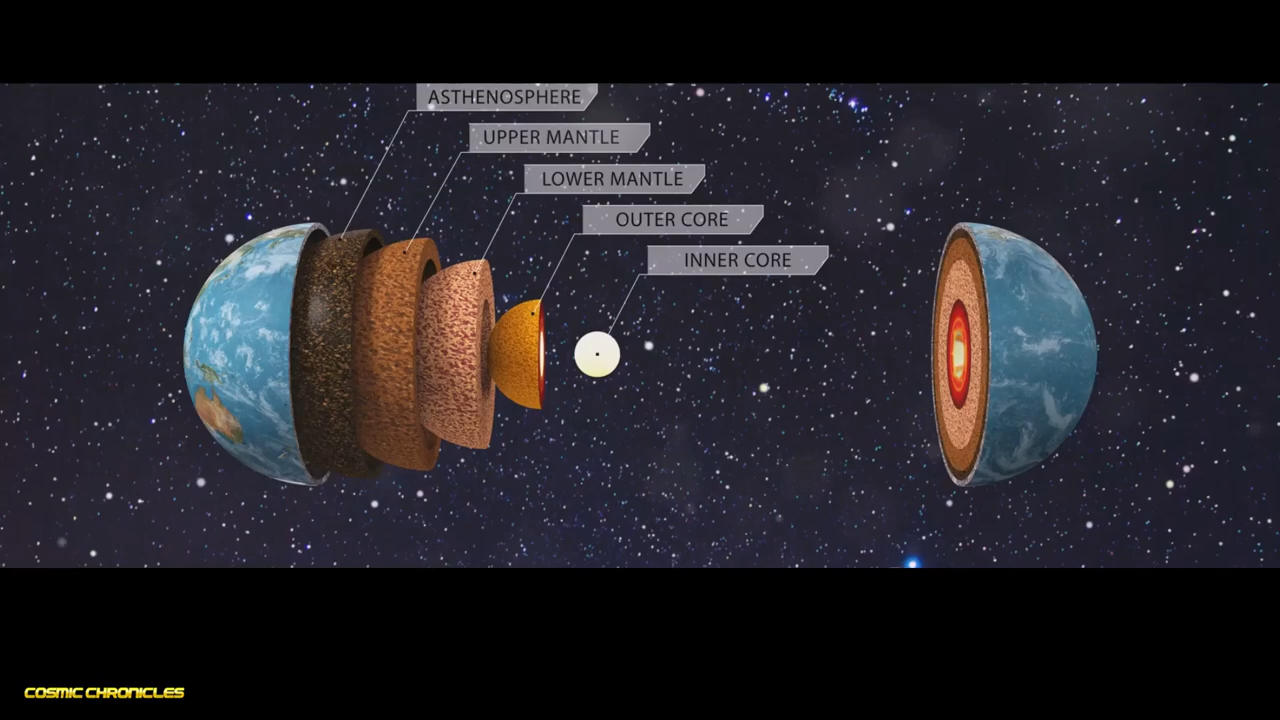 ASTHENOSPHERE
UPPER MANTLE
LOWER MANTLE
OUTER CORE
INNER CORE
COSMIC CHRONICLES